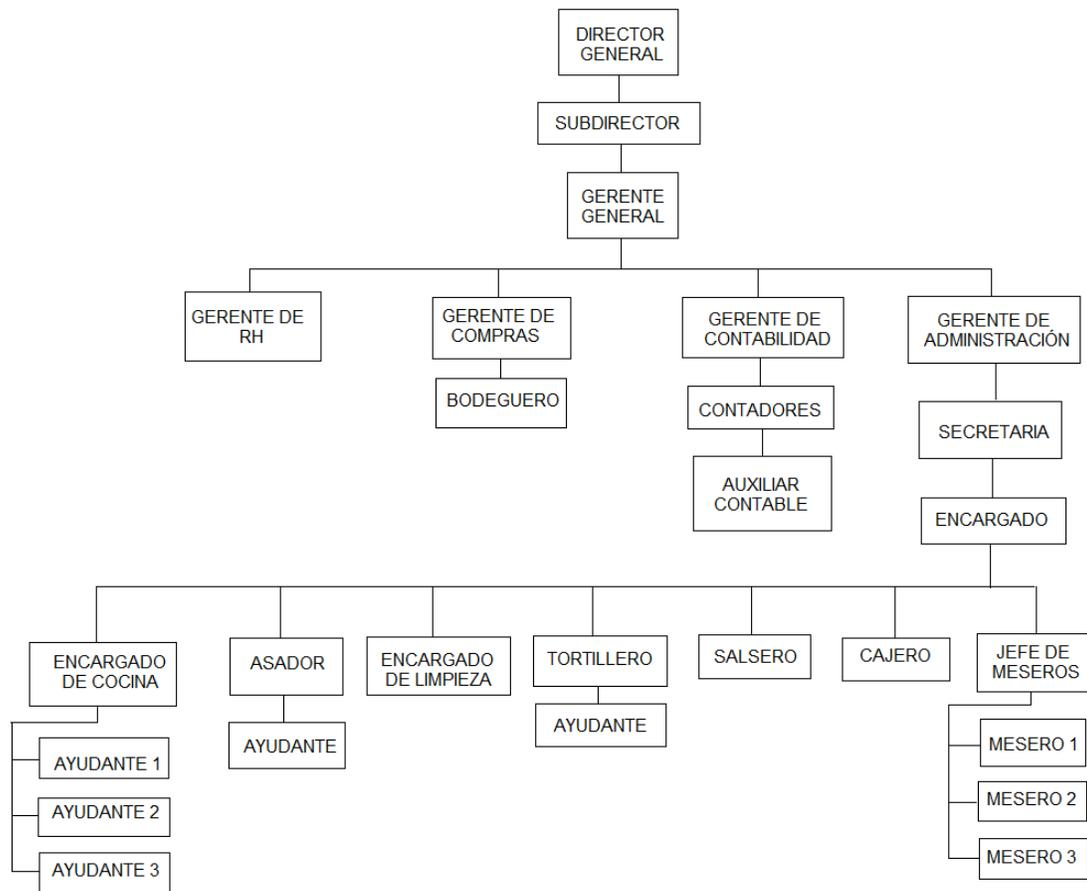 DIRECTOR
GENERAL
SUBDIRECTOR
GERENTE
GENERAL
GERENTE DE
RH
GERENTE DE
COMPRAS
GERENTE DE
CONTABILIDAD
GERENTE DE
ADMINISTRACIÓN
BODEGUERO
CONTADORES
SECRETARIA
AUXILIAR
CONTABLE
ENCARGADO
ENCARGADO
DE COCINA
ASADOR
ENCARGADO
DE LIMPIEZA
TORTILLERO
SALSERO
CAJERO
JEFE DE
MESEROS
AYUDANTE 1
AYUDANTE 2
AYUDANTE 3
AYUDANTE
AYUDANTE
MESERO 1
MESERO 2
MESERO 3